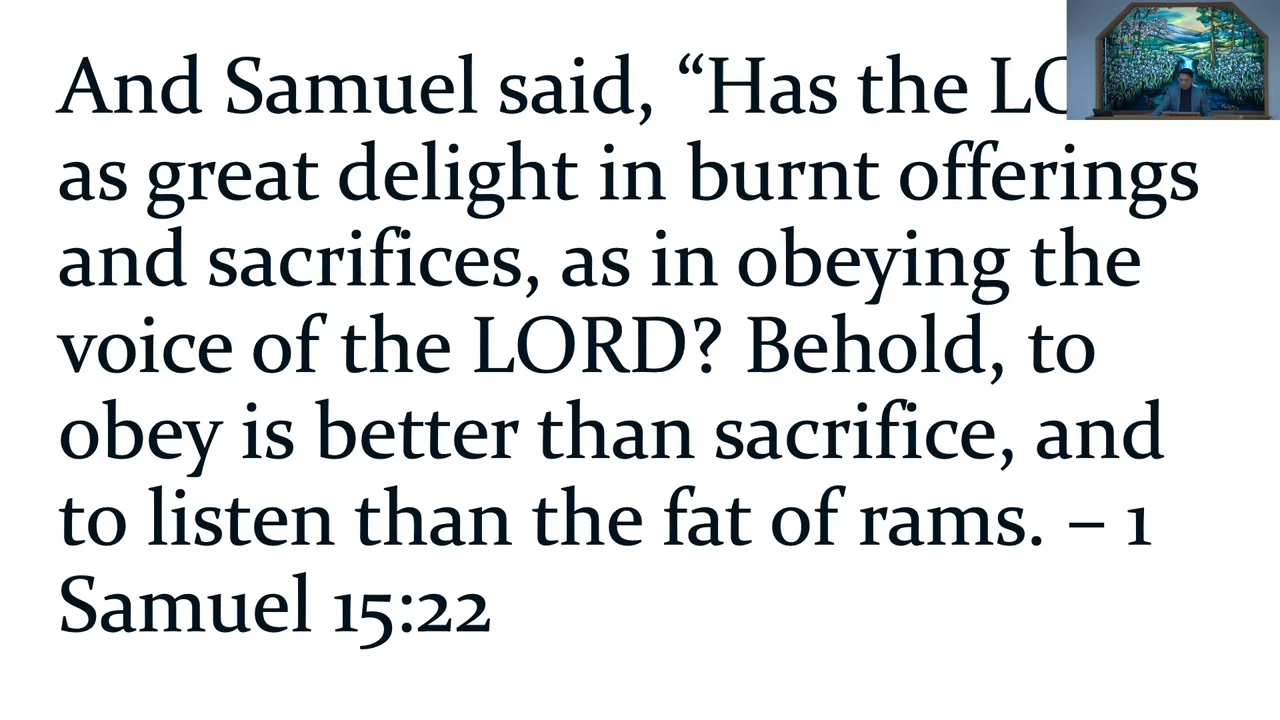 And Samuel said, “Has the
as great delight in burnt offerings
and sacrifices, as in obeying the
voice of the LORD? Behold, to
obey is better than sacrifice, and
to listen than the fat of rams. – 1
Samuel 15:22